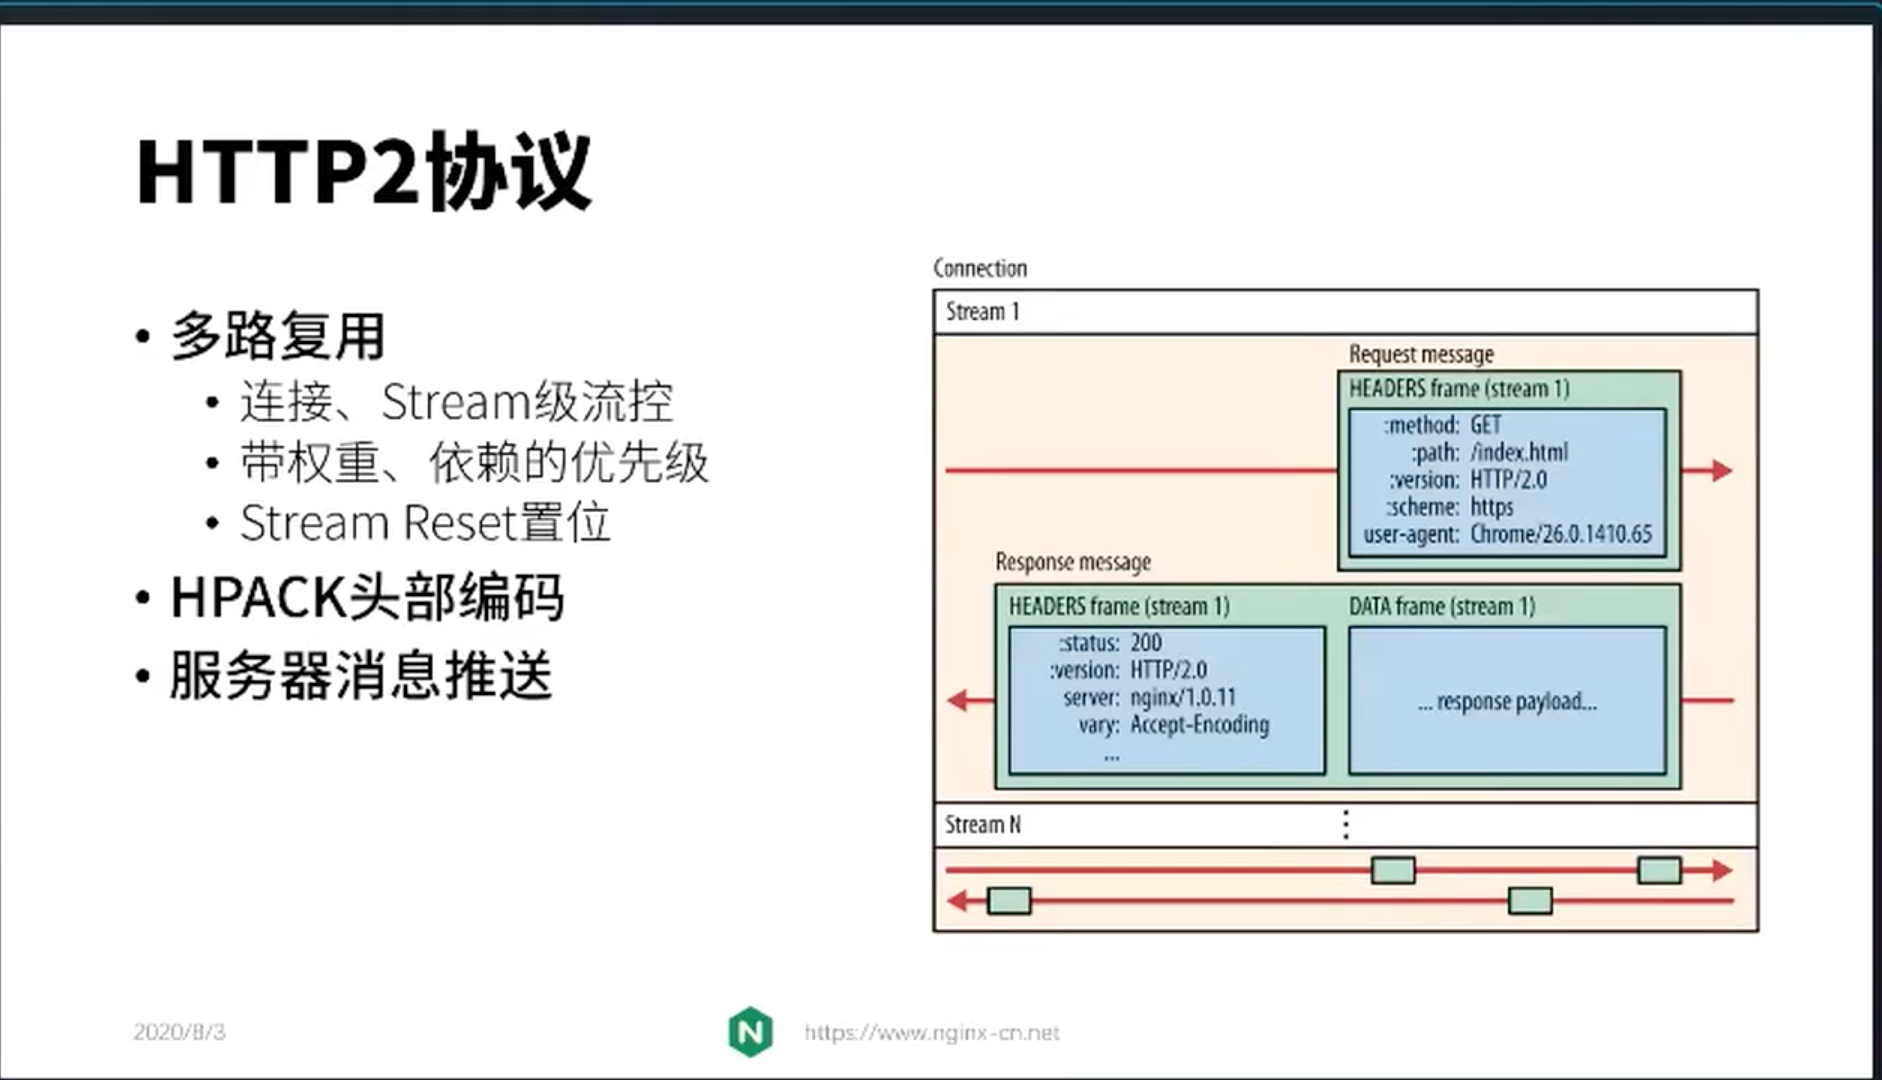 HTTP2协议
• 多路复用
• 连接、Stream级流控
• 带权重、依赖的优先级
• Stream Reset置位
• HPACK头部编码
• 服务器消息推送
Connection
Stream 1
Request message
HEADERS frame (stream 1)
:method: GET
:path: /index.html
:version: HTTP/2.0
:scheme: https
user-agent: Chrome/26.0.1410.65
Response message
HEADERS frame (stream 1)
:status: 200
:version: HTTP/2.0
server: nginx/1.0.11
vary: Accept-Encoding
...
DATA frame (stream 1)
... response payload...
Stream N
2020/8/3
N
https://www.nginx-cn.net